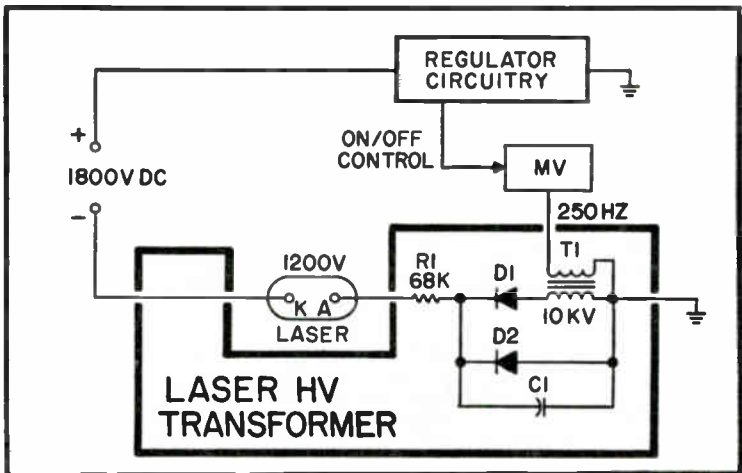 REGULATOR
CIRCUITRY
ON/OFF
CONTROL
MV
+
1800V DC
-
250HZ
T1
1200V
R1
68K
D1
K A
10KV
LASER
D2
C1
LASER HV
TRANSFORMER